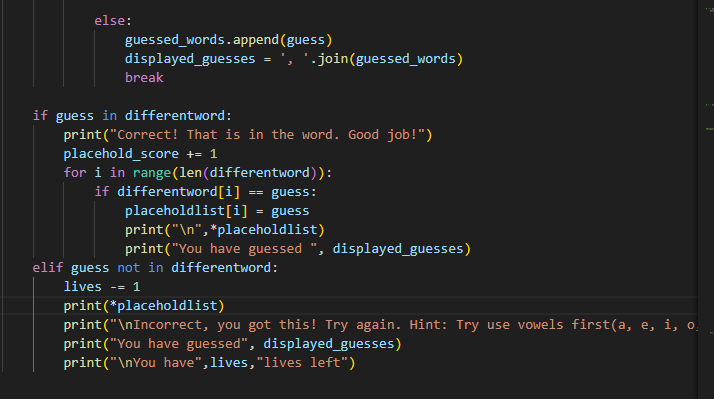 else:
guessed_words.append(guess)
displayed_guesses = ', '.join(guessed_words)
break
if guess in differentword:
print("Correct! That is in the word. Good job!")
placehold_score += 1
for i in range(len(differentword)):
if differentword[i] == guess:
placeholdlist[i] = guess
print("\n",*placeholdlist)
print("You have guessed ", displayed_guesses)
elif guess not in differentword:
lives -= 1
print(*placeholdlist)
print("\nIncorrect, you got this! Try again. Hint: Try use vowels first(a, e, i, o,
print("You have guessed", displayed_guesses)
print("\nYou have",lives,"lives left")